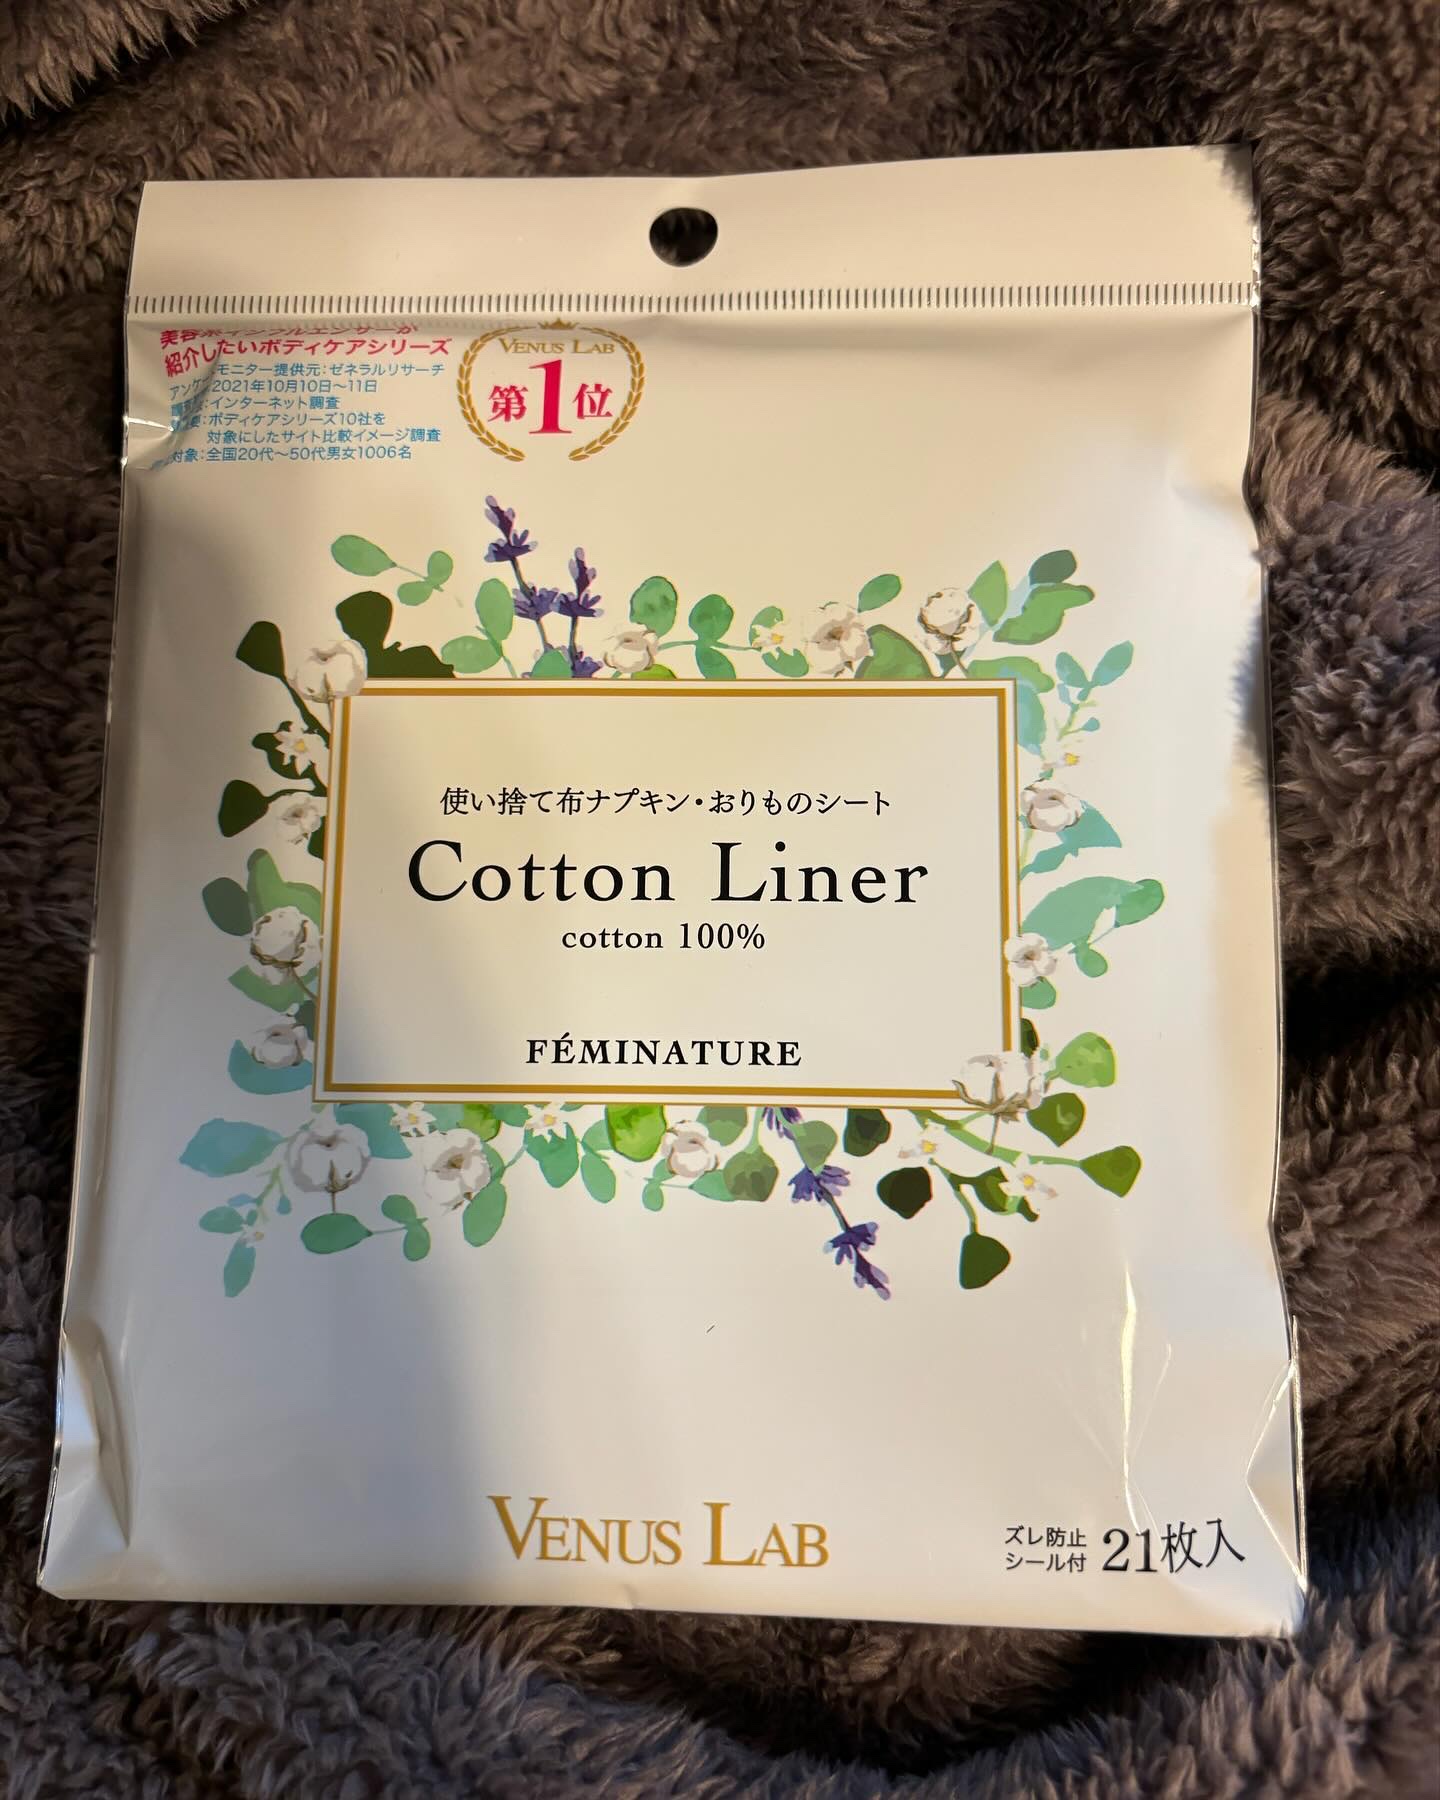 美容系インフルエンサーが
紹介したいボディケアシリーズ
モニター提供元:ゼネラルリサーチ
2021年10月10日〜11日
:インターネット調査
:ボディケアシリーズ10社を
対象にしたサイト比較イメージ調査
対象:全国20代〜50代男女1006名
VENUS LAB
第1位
使い捨て布ナプキン・おりものシート
Cotton Liner
cotton 100%
FÉMINATURE
VENUS LAB
ズレ防止
シール付
21枚入